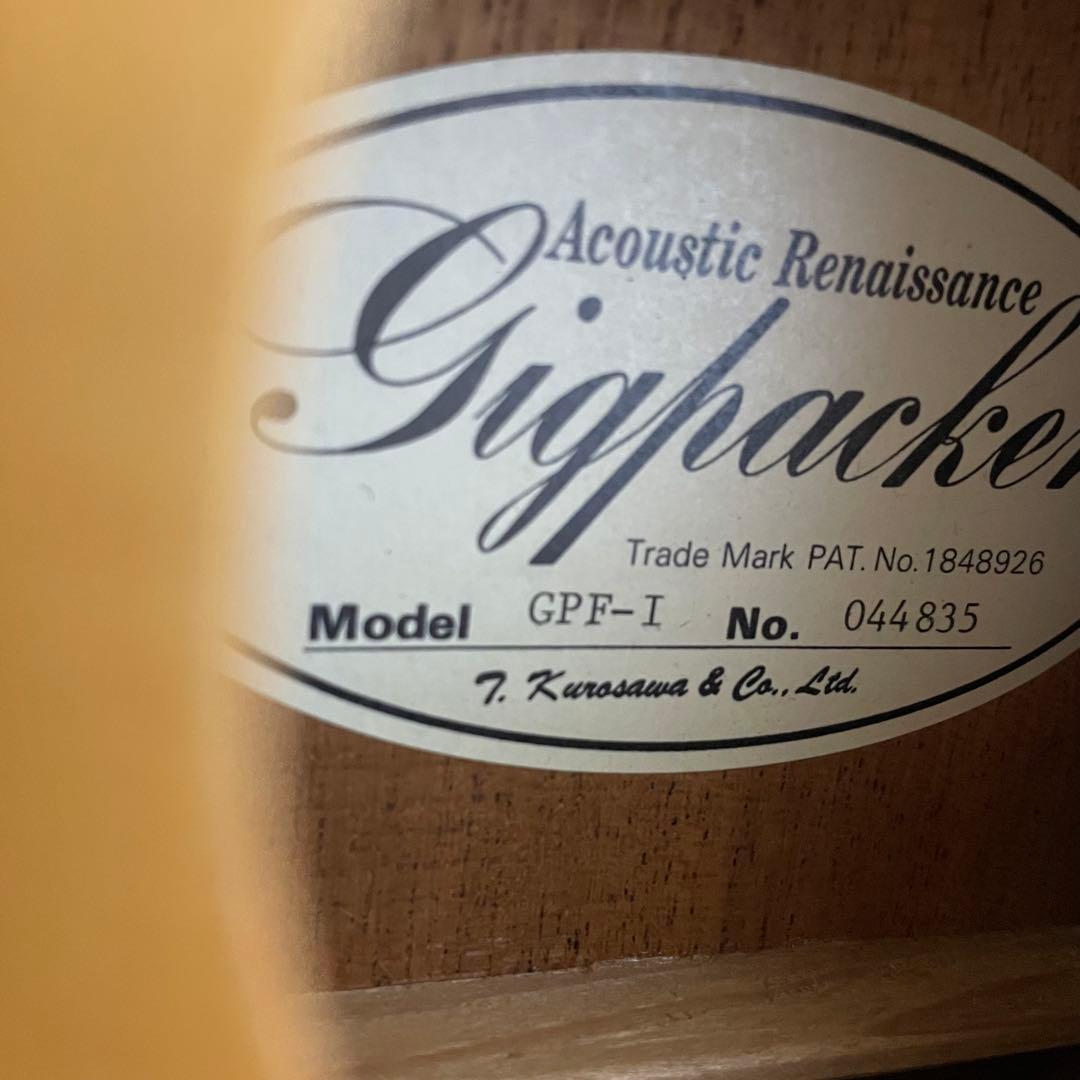 Acoustic Renaissance
Gigpacker
Trade Mark PAT. No.1848926
Model GPF-I No. 044835
T. Kurosawa & Co., Ltd.